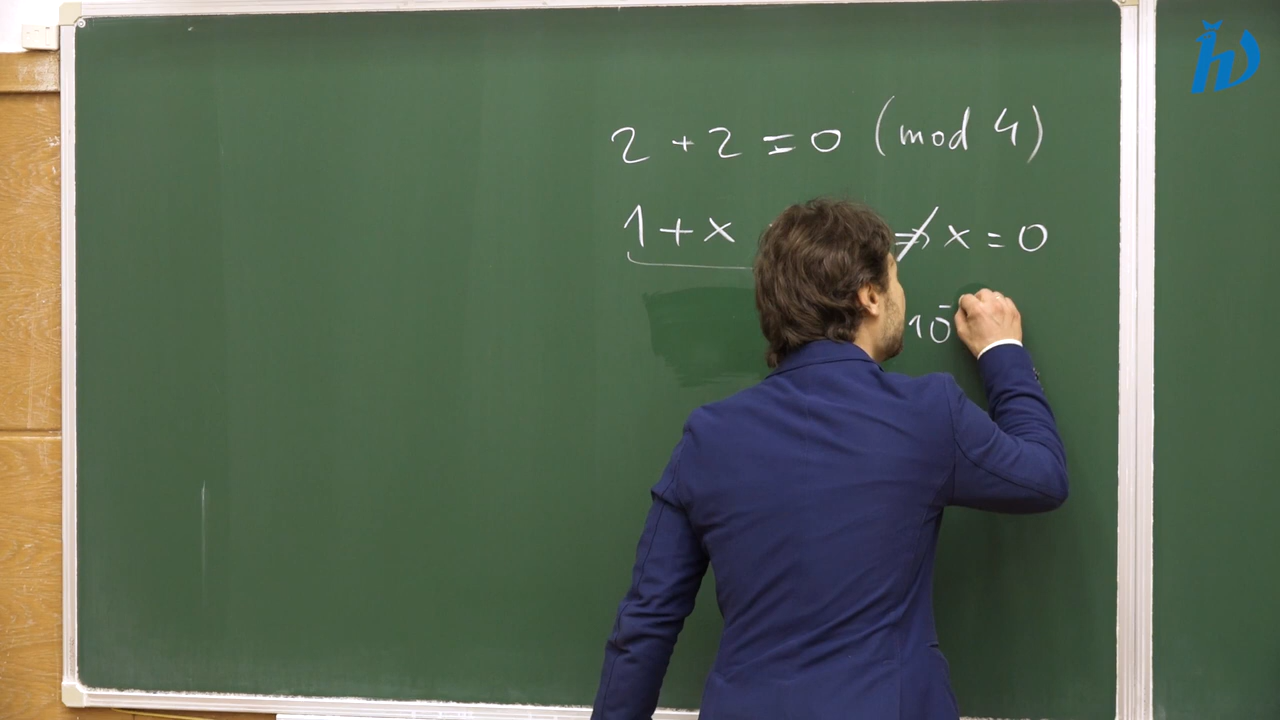 2 + 2 = 0 (mod 4)
1 + x ⇏ x = 0
10⁻